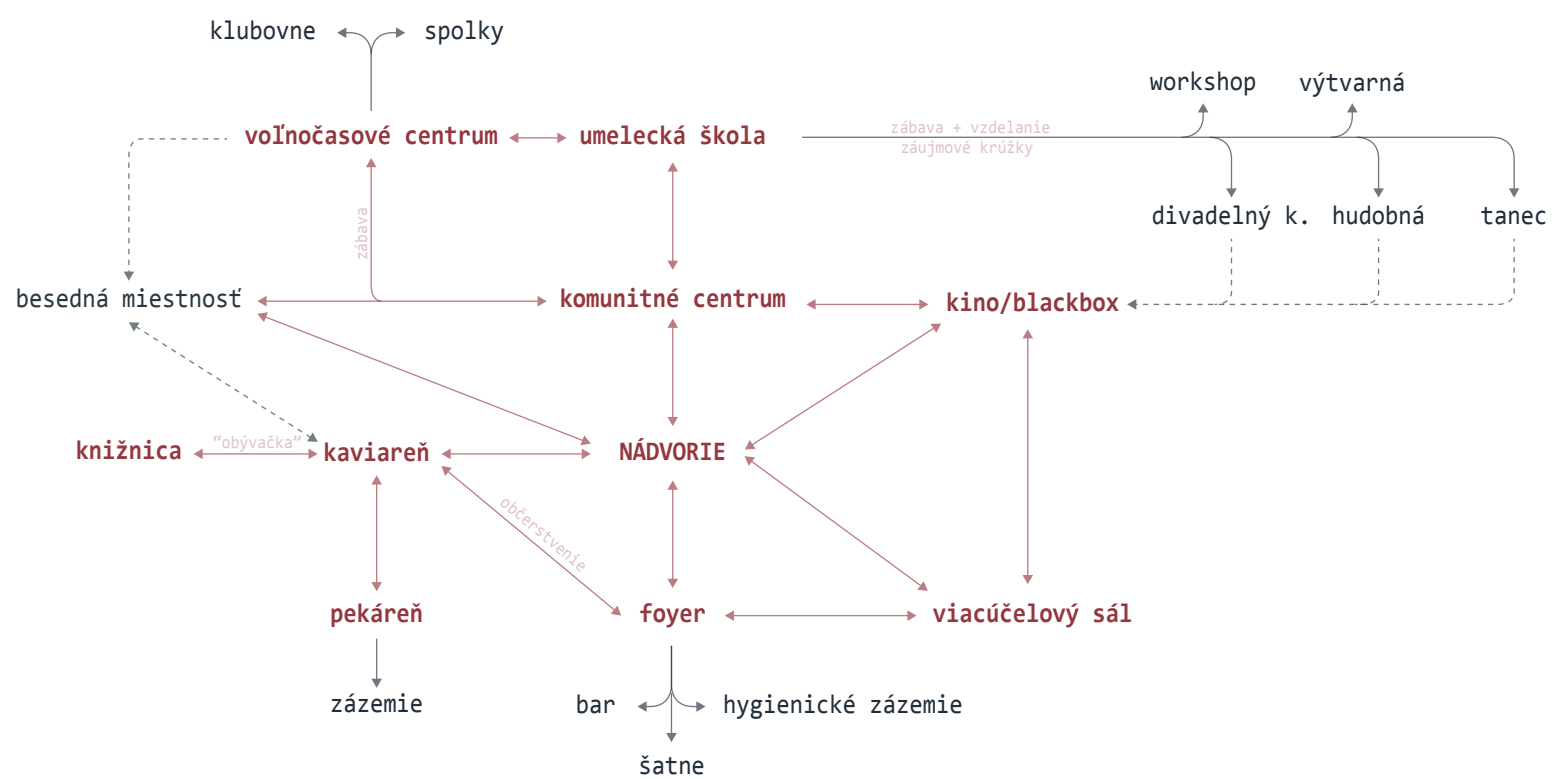 klubovne
spolky
workshop
výtvarná
voľnočasové centrum
umelecká škola
zábava + vzdelanie
záujmové krúžky
zábava
divadelný k.
hudobná
tanec
besedná miestnosť
komunitné centrum
kino/blackbox
knižnica
“obývačka”
kaviareň
NÁDVORIE
občerstvenie
pekáreň
foyer
viacúčelový sál
zázemie
bar
hygienické zázemie
šatne